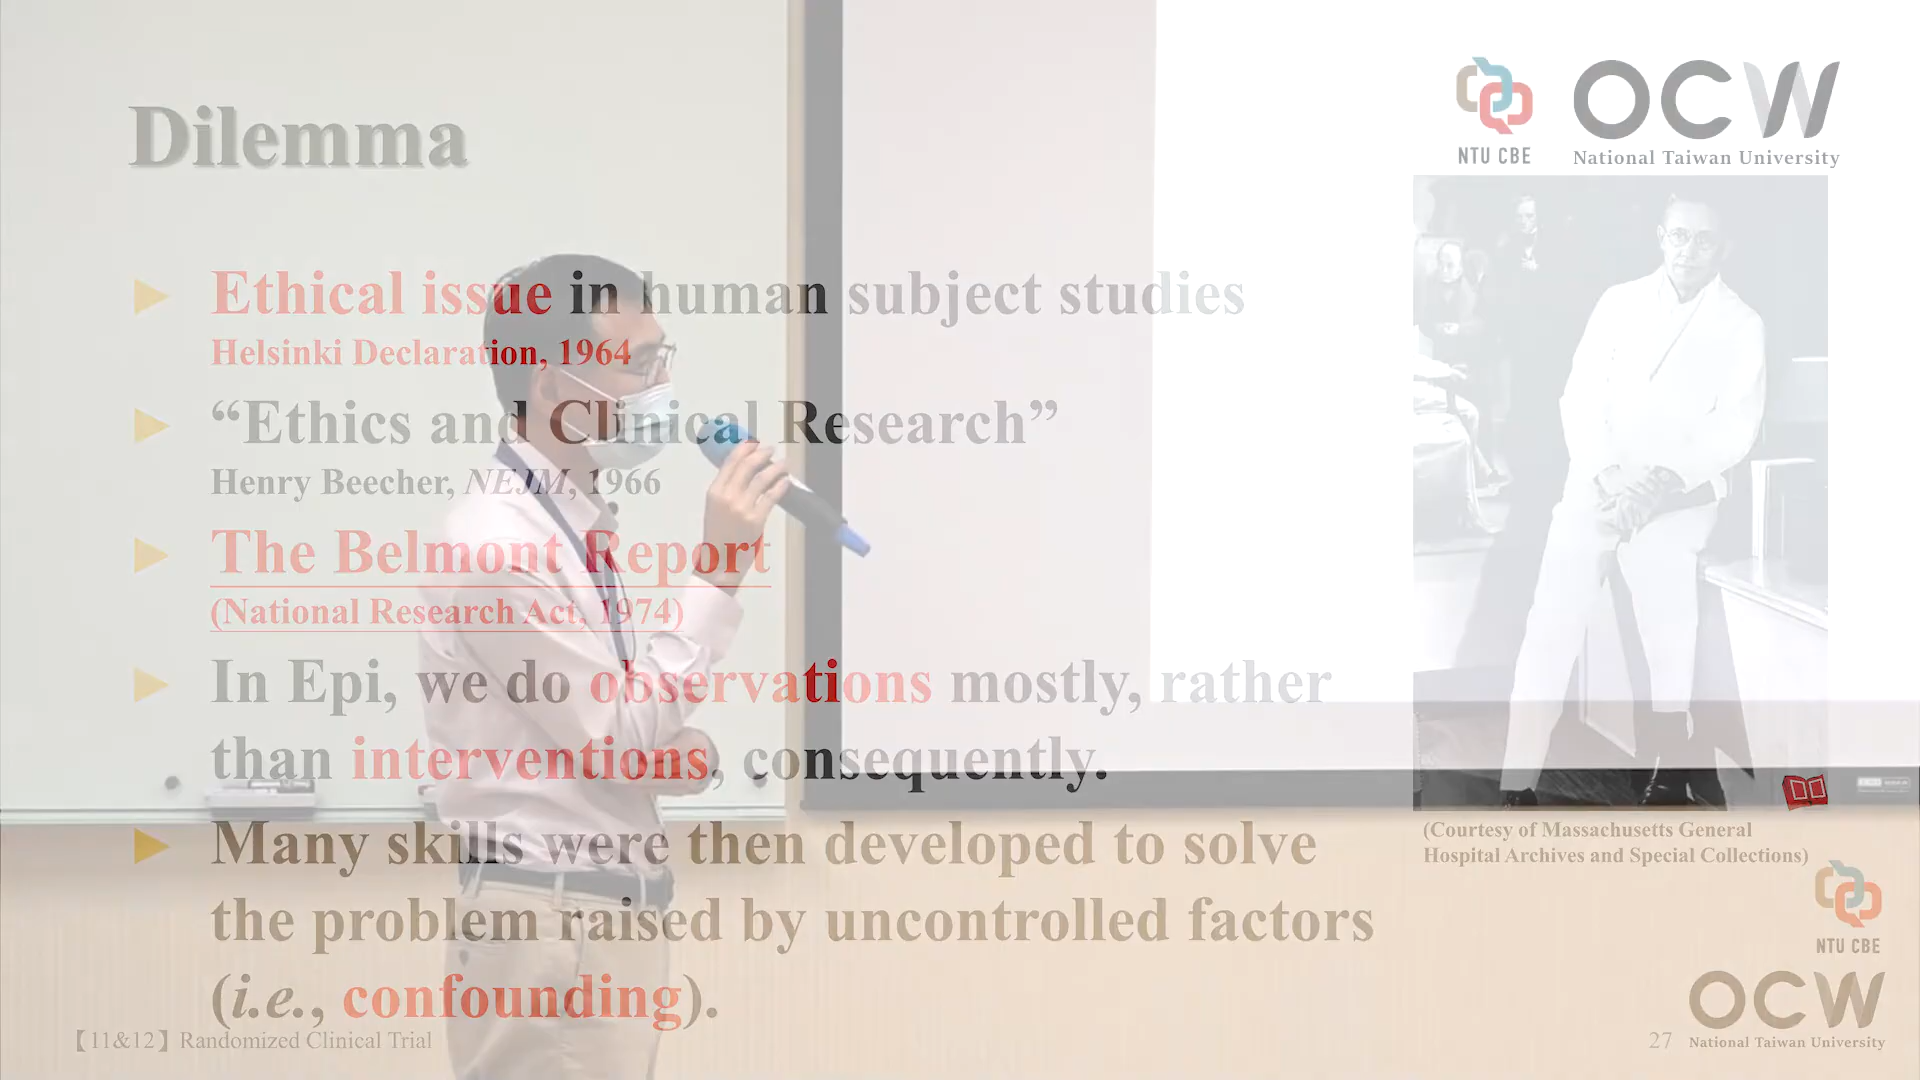 Dilemma
NTU CBE
OCW
National Taiwan University
Ethical issue in human subject studies
Helsinki Declaration, 1964
“Ethics and Clinical Research”
Henry Beecher, NEJM, 1966
The Belmont Report
(National Research Act, 1974)
In Epi, we do observations mostly, rather
than interventions, consequently.
Many skills were then developed to solve
the problem raised by uncontrolled factors
(i.e., confounding).
(Courtesy of Massachusetts General
Hospital Archives and Special Collections)
【11&12】Randomized Clinical Trial
27
NTU CBE
OCW
National Taiwan University